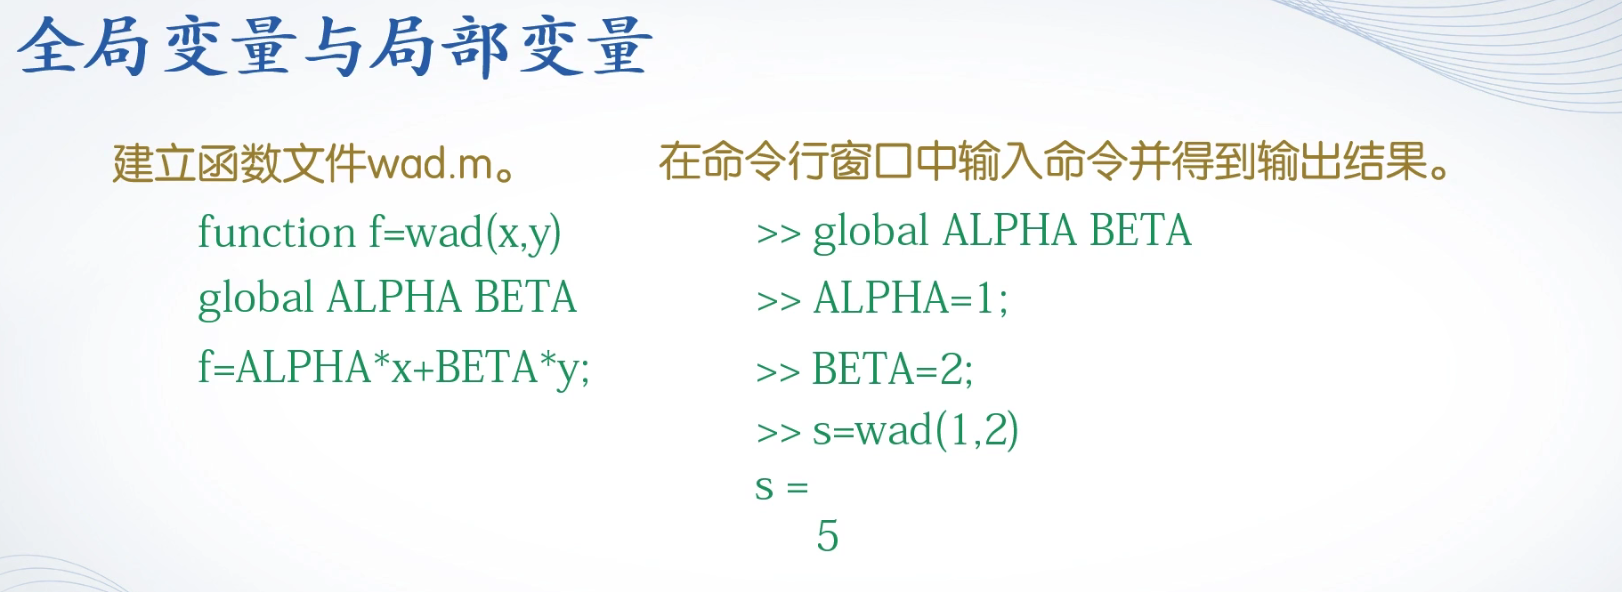 全局变量与局部变量
建立函数文件wad.m。
function f=wad(x,y)
global ALPHA BETA
f=ALPHA*x+BETA*y;
在命令行窗口中输入命令并得到输出结果。
>> global ALPHA BETA
>> ALPHA=1;
>> BETA=2;
>> s=wad(1,2)
s =
5